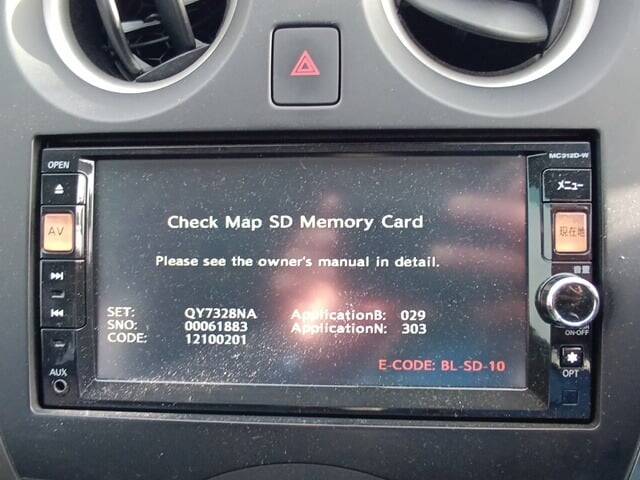 OPEN
MC312D-W
メニュー
AV
現在地
Check Map SD Memory Card
Please see the owner's manual in detail.
音量
SET: QY7328NA ApplicationB: 029
SNO: 00061883 ApplicationN: 303
CODE: 12100201
ON·OFF
E-CODE: BL-SD-10
AUX
OPT